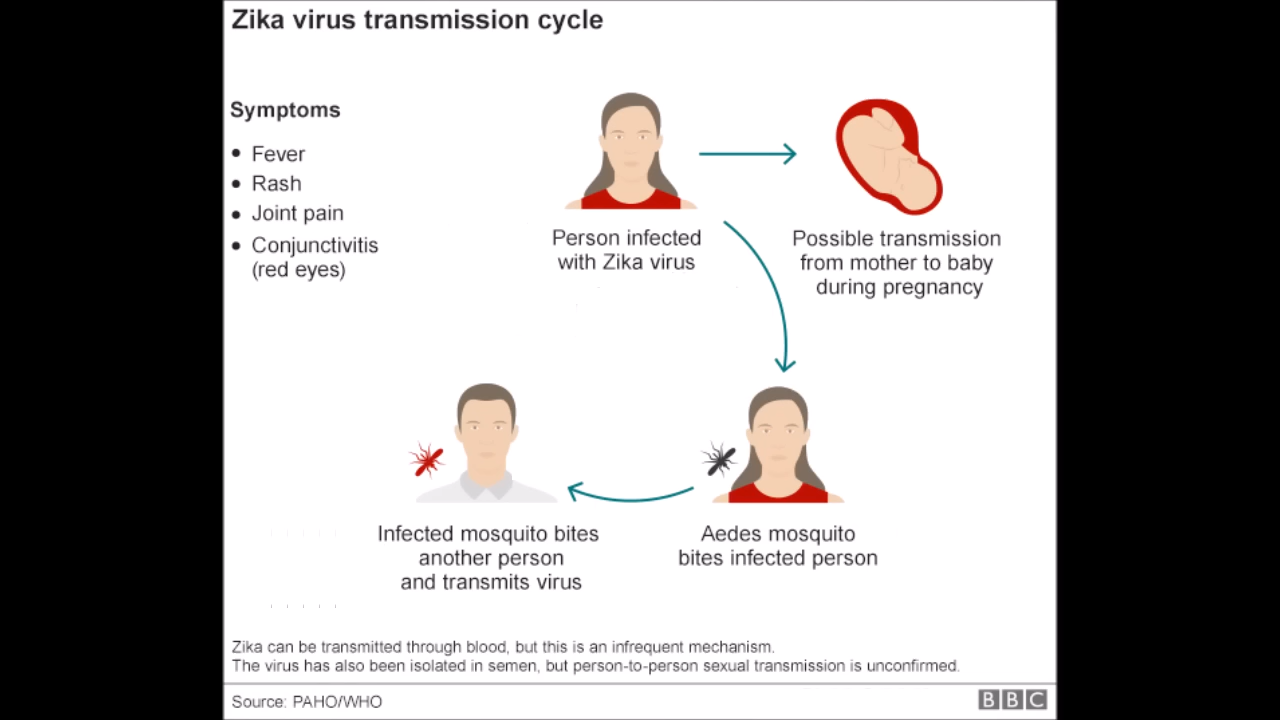 Zika virus transmission cycle
Symptoms
• Fever
• Rash
• Joint pain
• Conjunctivitis
(red eyes)
Person infected
with Zika virus
Possible transmission
from mother to baby
during pregnancy
Infected mosquito bites
another person
and transmits virus
Aedes mosquito
bites infected person
Zika can be transmitted through blood, but this is an infrequent mechanism.
The virus has also been isolated in semen, but person-to-person sexual transmission is unconfirmed.
Source: PAHO/WHO
BBC